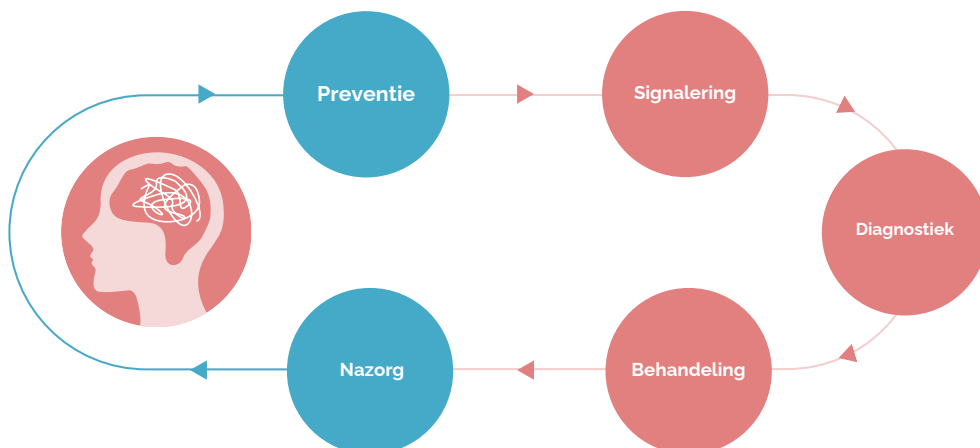 Preventie
Signalering
Diagnostiek
Behandeling
Nazorg